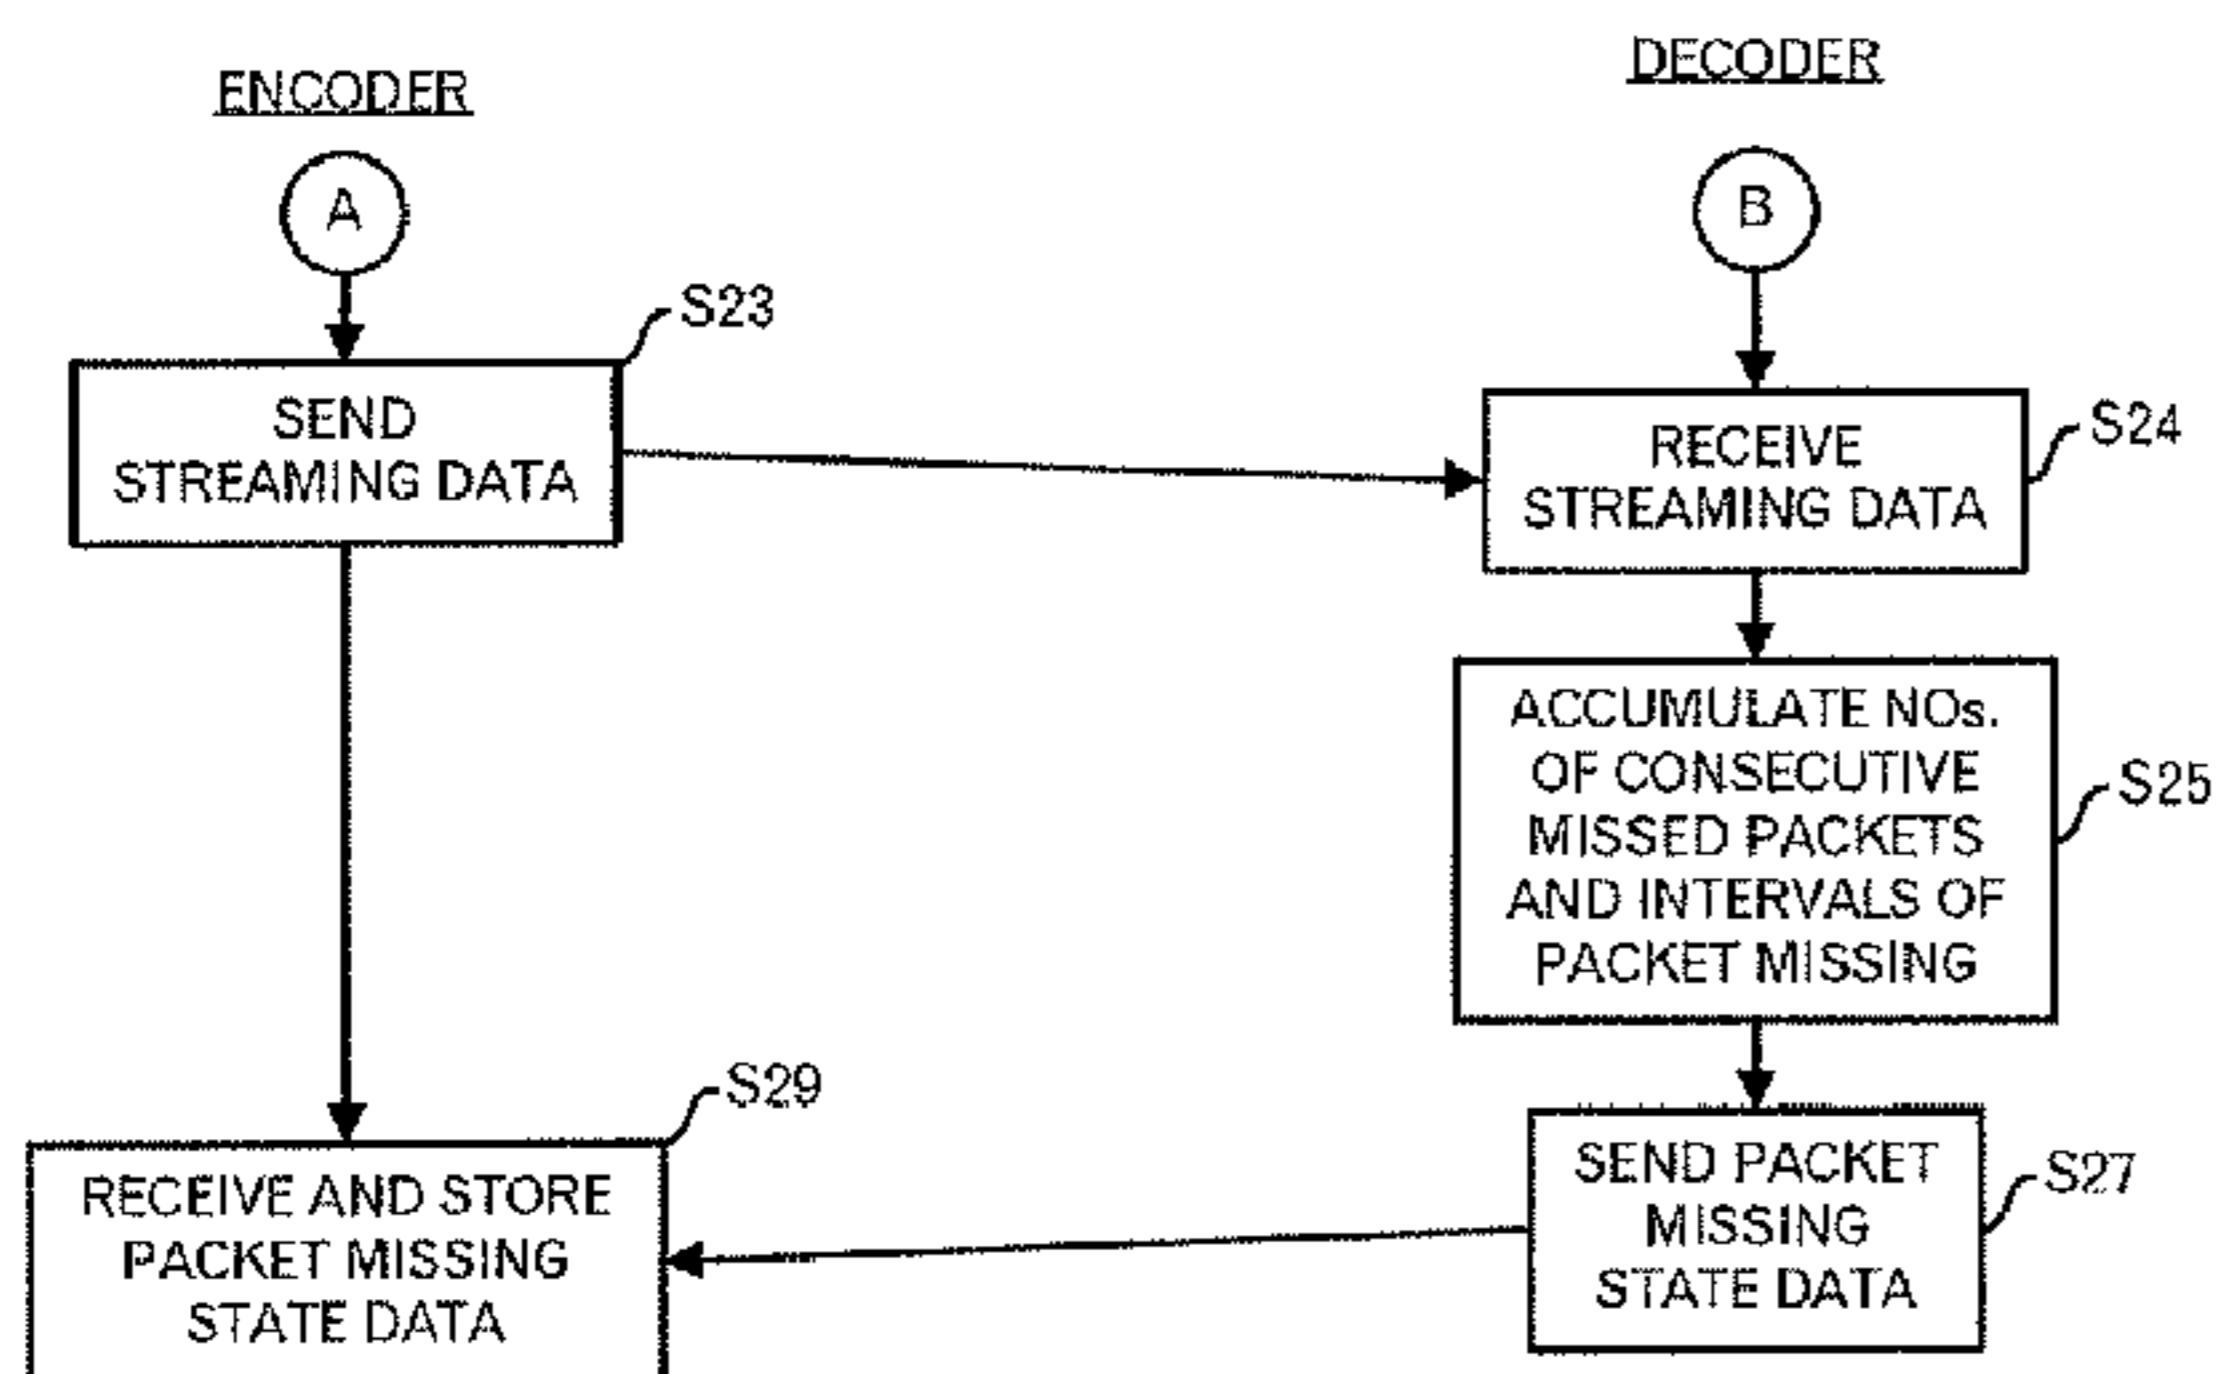 ENCODER
DECODER
A
B
S23
SEND
STREAMING DATA
S24
RECEIVE
STREAMING DATA
S25
ACCUMULATE NOs.
OF CONSECUTIVE
MISSED PACKETS
AND INTERVALS OF
PACKET MISSING
S29
RECEIVE AND STORE
PACKET MISSING
STATE DATA
S27
SEND PACKET
MISSING
STATE DATA